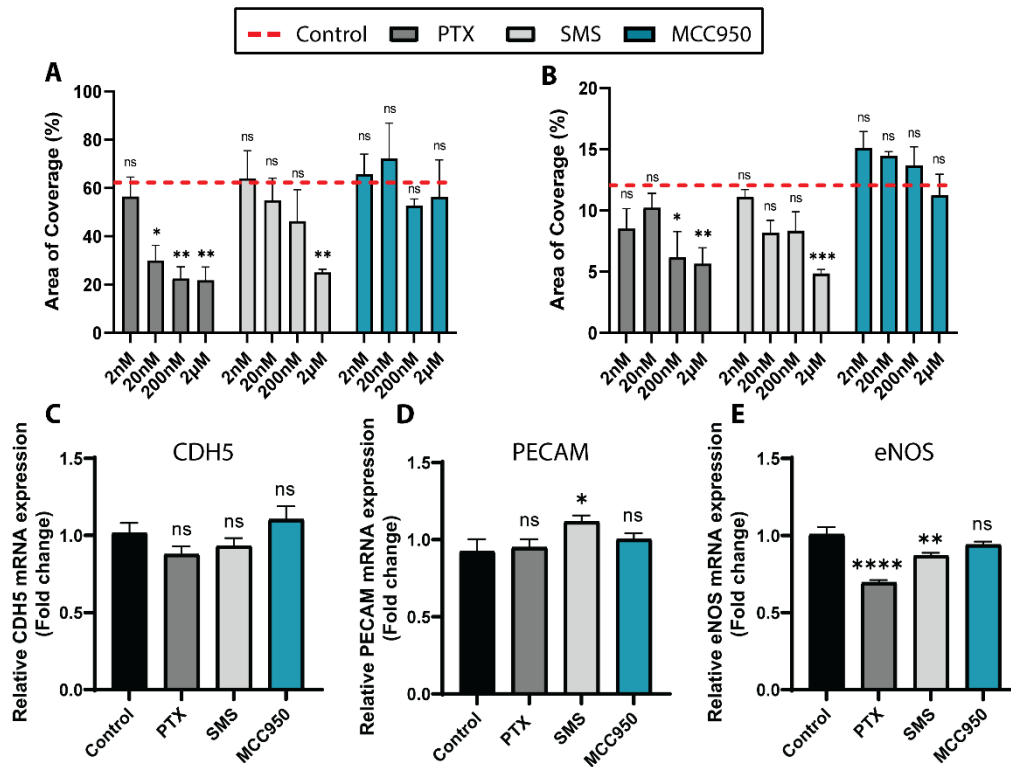 Control PTX SMS MCC950
A
Area of Coverage (%)
100
80
60
40
20
0
ns * ** **
ns ns ns **
ns ns ns ns
2nM 20nM 200nM 2µM 2nM 20nM 200nM 2µM 2nM 20nM 200nM 2µM
B
Area of Coverage (%)
20
15
10
5
0
ns ns * **
ns ns ns ***
ns ns ns ns
2nM 20nM 200nM 2µM 2nM 20nM 200nM 2µM 2nM 20nM 200nM 2µM
C
CDH5
Relative CDH5 mRNA expression
(Fold change)
1.5
1.0
0.5
0.0
ns ns ns
Control PTX SMS MCC950
D
PECAM
Relative PECAM mRNA expression
(Fold change)
1.5
1.0
0.5
0.0
ns * ns
Control PTX SMS MCC950
E
eNOS
Relative eNOS mRNA expression
(Fold change)
1.5
1.0
0.5
0.0
**** ** ns
Control PTX SMS MCC950